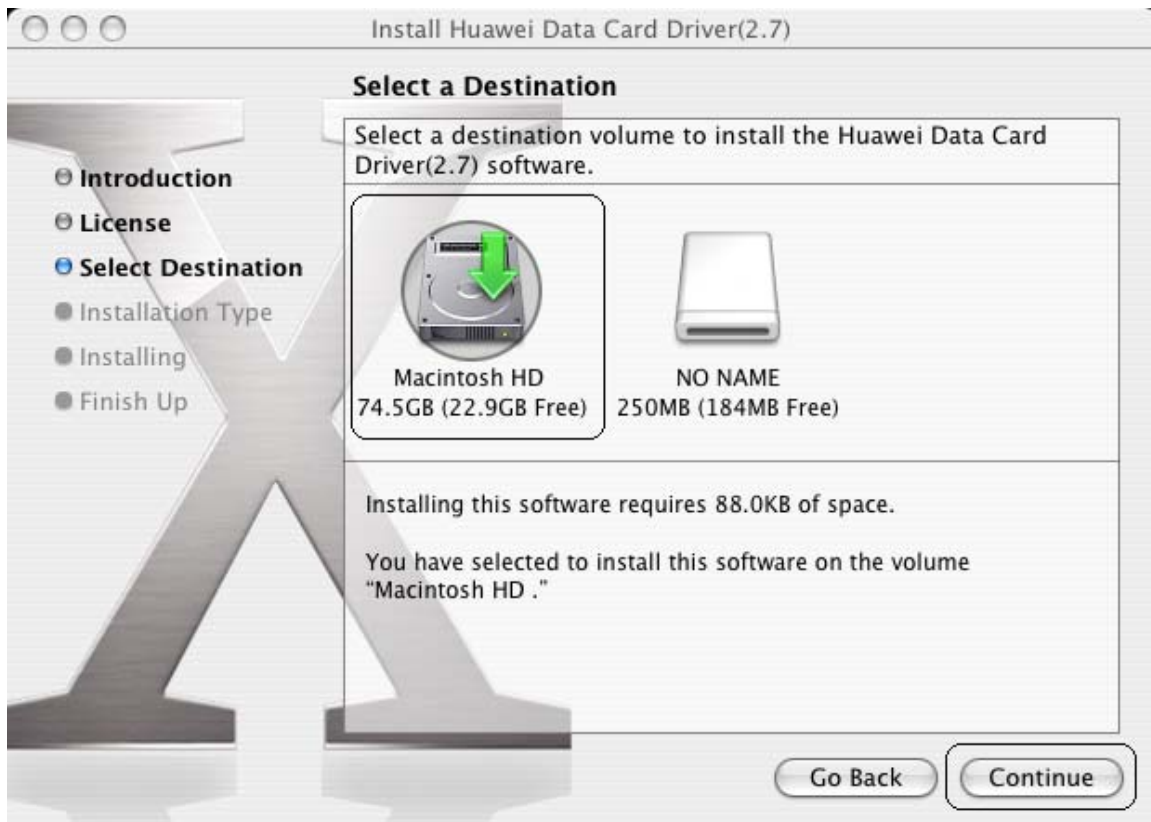 Install Huawei Data Card Driver(2.7)
Select a Destination
Introduction
License
Select Destination
Installation Type
Installing
Finish Up
Select a destination volume to install the Huawei Data Card
Driver(2.7) software.
Macintosh HD
74.5GB (22.9GB Free)
NO NAME
250MB (184MB Free)
Installing this software requires 88.0KB of space.
You have selected to install this software on the volume
“Macintosh HD .”
Go Back
Continue